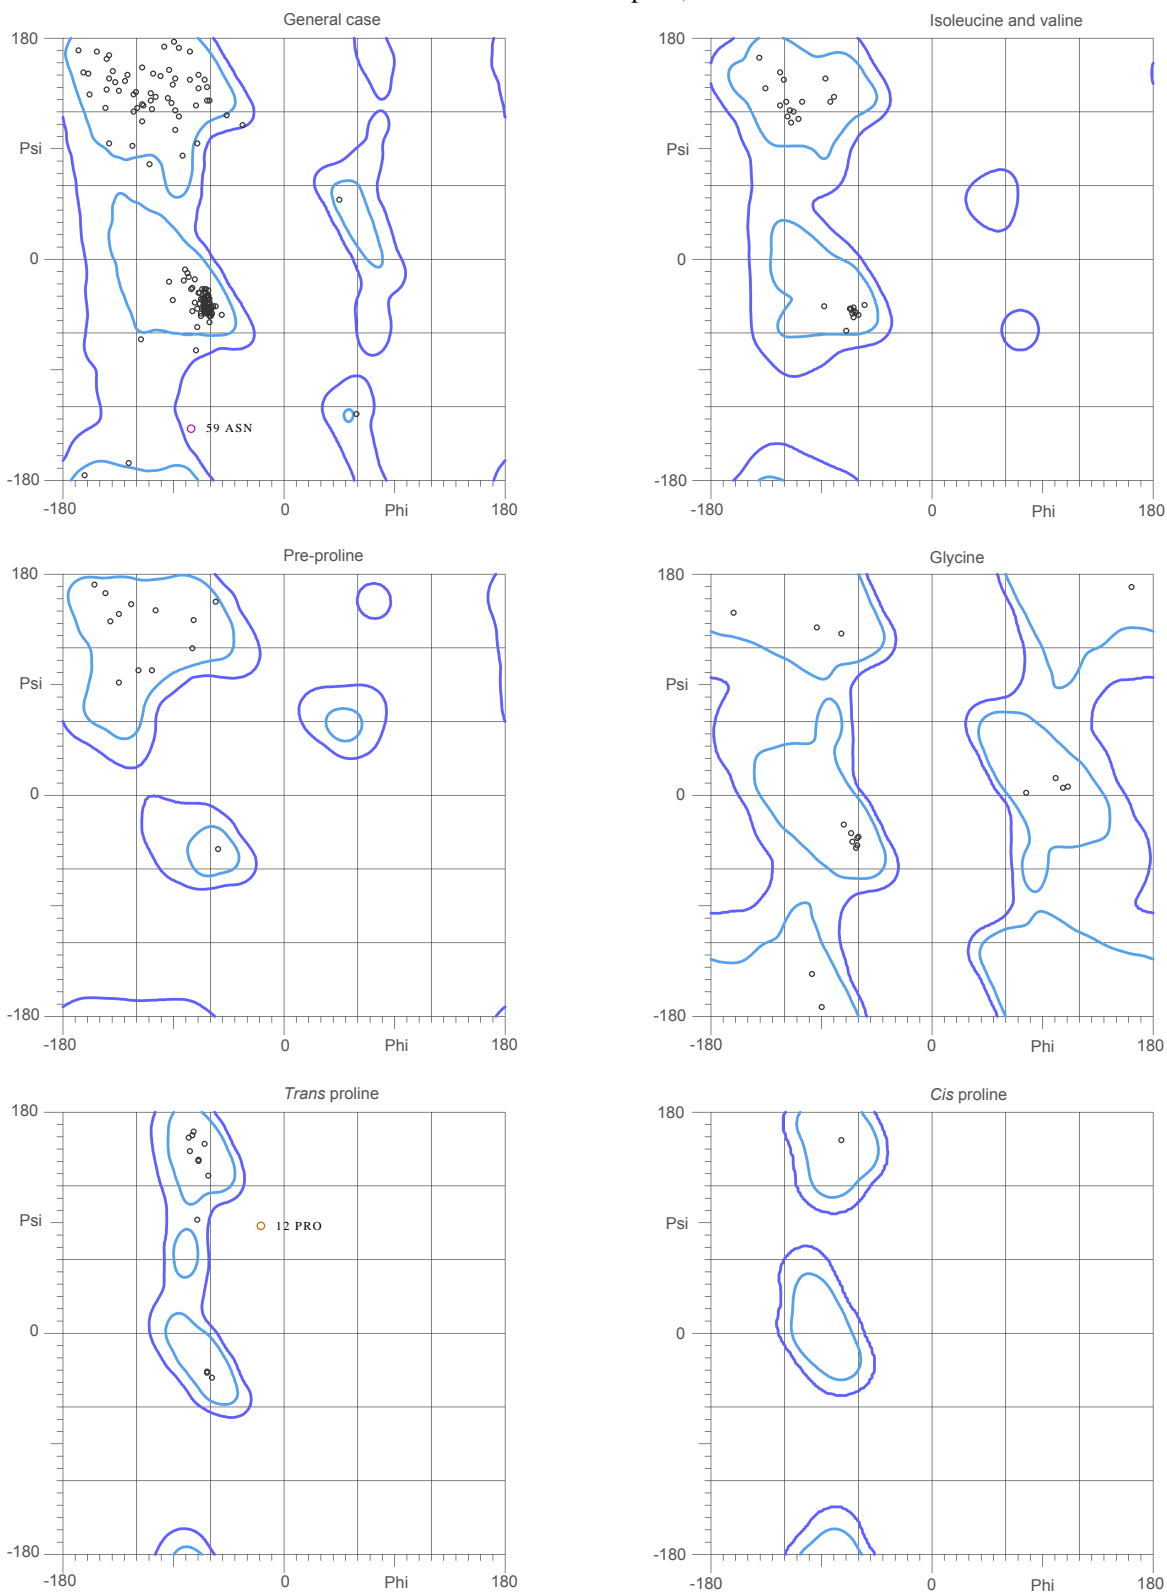 General case
180
Psi
0
-180
-180
0
Phi
180
59 ASN
Isoleucine and valine
180
Psi
0
-180
-180
0
Phi
180
Pre-proline
180
Psi
0
-180
-180
0
Phi
180
Glycine
180
Psi
0
-180
-180
0
Phi
180
Trans proline
180
Psi
0
-180
-180
0
Phi
180
12 PRO
Cis proline
180
Psi
0
-180
-180
0
Phi
180